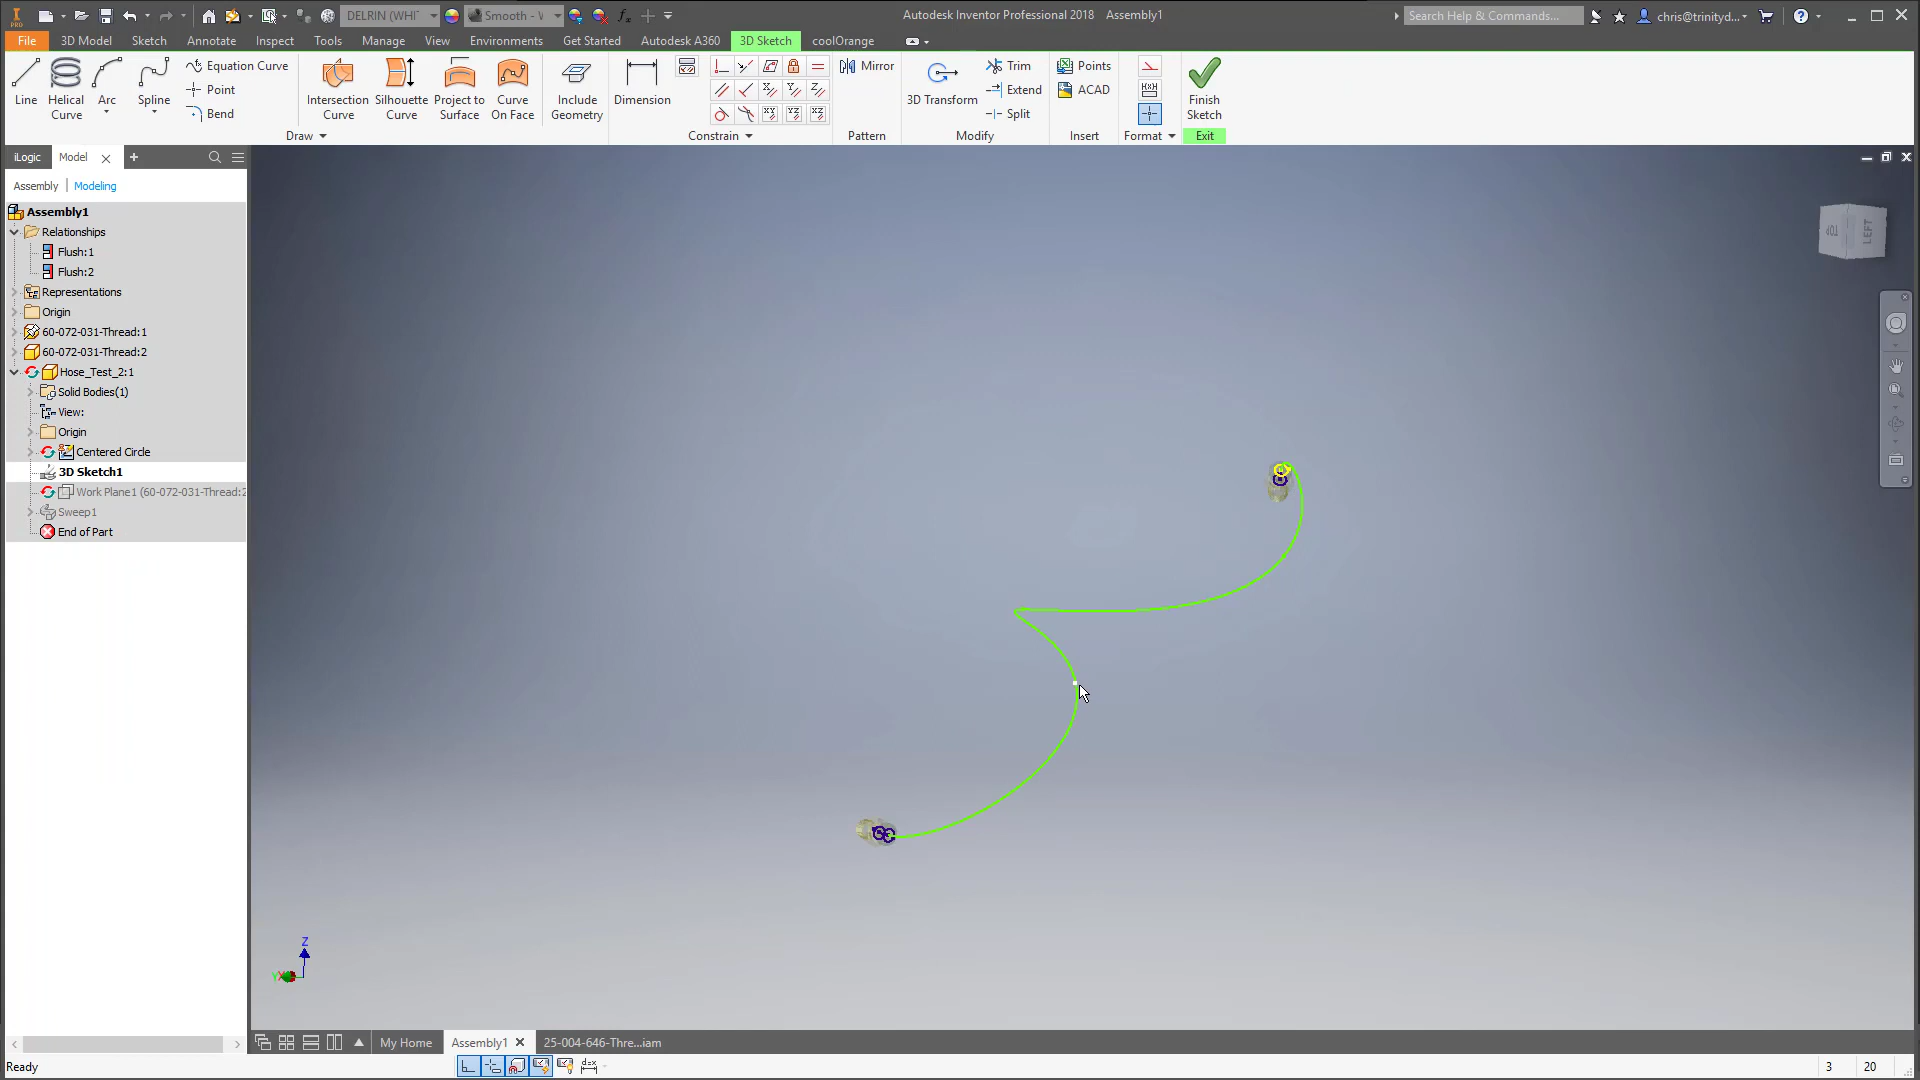 PRO
DELRIN (WHI
Smooth - V
Autodesk Inventor Professional 2018 Assembly1
Search Help & Commands...
chris@trinityd...
File 3D Model Sketch Annotate Inspect Tools Manage View Environments Get Started Autodesk A360 3D Sketch coolOrange
Line
Helical Curve
Arc
Spline
Equation Curve
Point
Bend
Intersection Curve
Silhouette Curve
Project to Surface
Curve On Face
Include Geometry
Dimension
Mirror
3D Transform
Trim
Extend
Split
Points
ACAD
Finish Sketch
Draw
Constrain
Pattern
Modify
Insert
Format
Exit
iLogic Model
Assembly Modeling
Assembly1
Relationships
Flush:1
Flush:2
Representations
Origin
60-072-031-Thread:1
60-072-031-Thread:2
Hose_Test_2:1
Solid Bodies(1)
View:
Origin
Centered Circle
3D Sketch1
Work Plane1 (60-072-031-Thread:2
Sweep1
End of Part
TOP
LEFT
Z
My Home Assembly1 25-004-646-Thre...iam
Ready
3 20